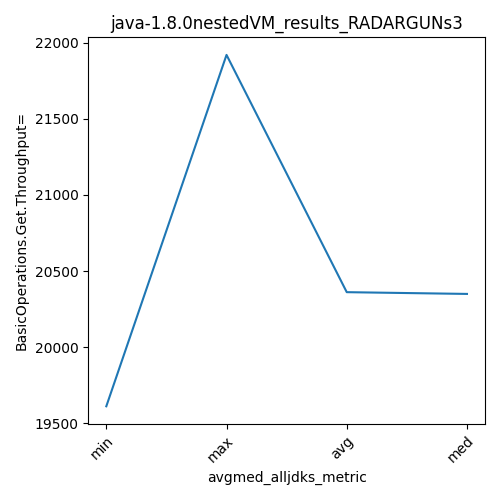 java-1.8.0nestedVM_results_RADARGUNs3
BasicOperations.Get.Throughput=
22000
21500
21000
20500
20000
19500
min
max
avg
med
avgmed_alljdks_metric